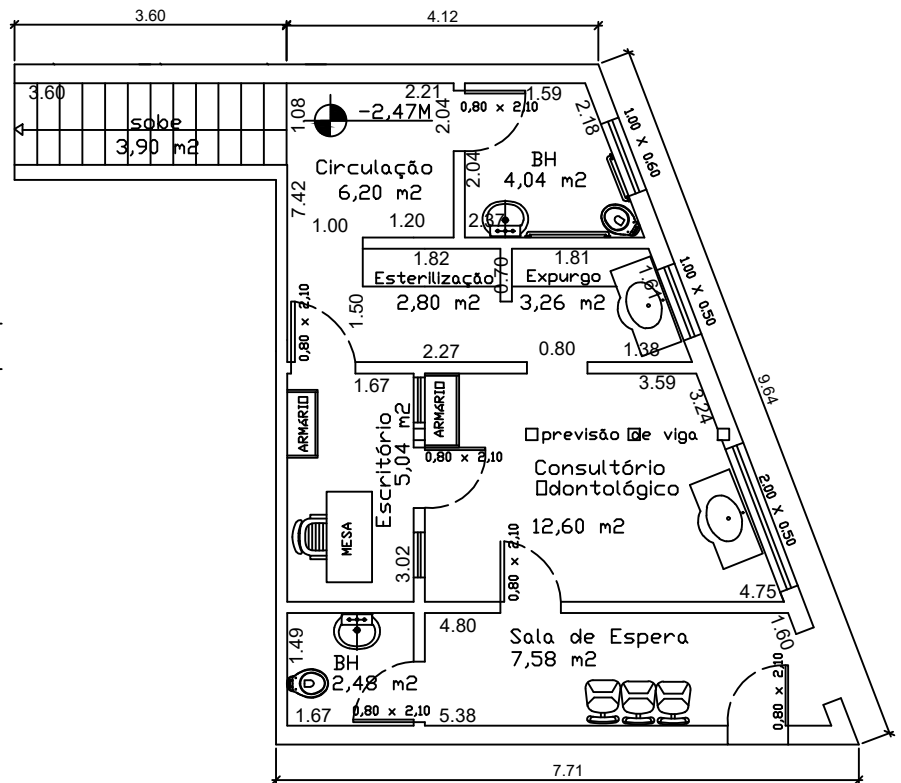 3.60
4.12
3.60
sobe
3,90 m2
1.08
2.21
-2,47M
2.04
0,80 x 2,10
1.59
2.18
1.00 X 0.60
Circulação
6,20 m2
2.04
BH
4,04 m2
7.42
1.00
1.20
2.37
1.82
Esterilização
2,80 m2
0.70
1.81
Expurgo
3,26 m2
1.61
1.00 X 0.50
0,80 x 2,10
1.50
2.27
0.80
1.38
1.67
3.59
3.24
9.64
ARMÁRIO
ARMÁRIO
Escritório
5,04 m2
previsão de viga
0,80 x 2,10
Consultório
Odontológico
12,60 m2
2.00 X 0.50
MESA
3.02
0,80 x 2,10
4.75
1.49
4.80
Sala de Espera
7,58 m2
1.60
BH
2,48 m2
1.67
0,80 x 2,10
5.38
0,80 x 2,10
7.71